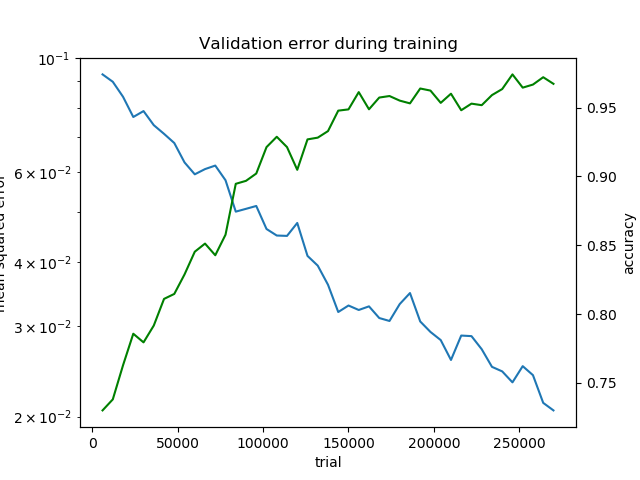 Validation error during training
10⁻¹
6 × 10⁻²
4 × 10⁻²
3 × 10⁻²
2 × 10⁻²
mean squared error
0.95
0.90
0.85
0.80
0.75
accuracy
0
50000
100000
150000
200000
250000
trial